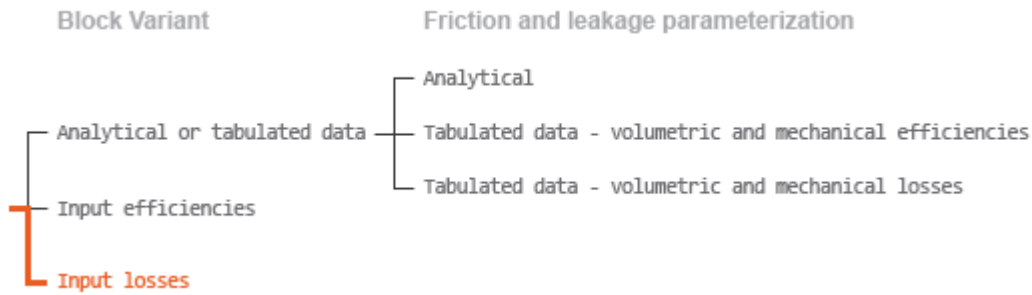 Block Variant
Friction and leakage parameterization
Analytical
Analytical or tabulated data
Tabulated data - volumetric and mechanical efficiencies
Tabulated data - volumetric and mechanical losses
Input efficiencies
Input losses